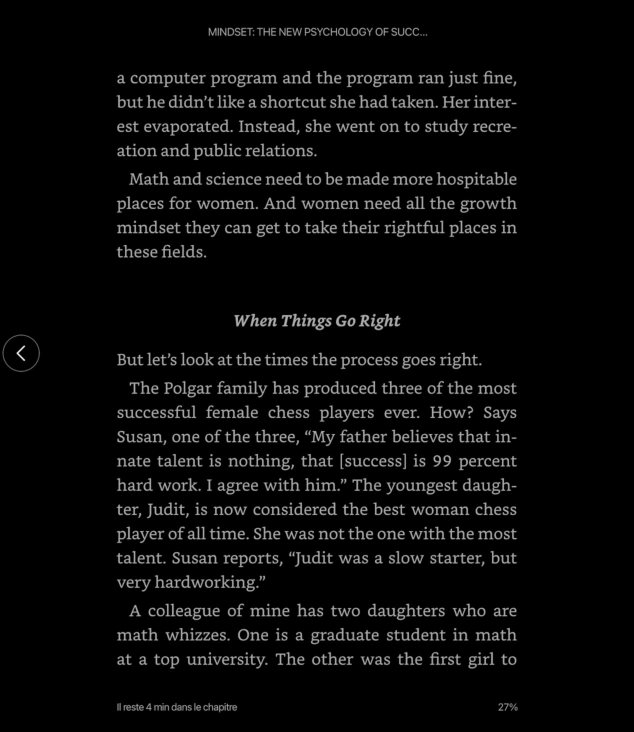 MINDSET: THE NEW PSYCHOLOGY OF SUCC...
a computer program and the program ran just fine,
but he didn’t like a shortcut she had taken. Her inter-
est evaporated. Instead, she went on to study recre-
ation and public relations.
Math and science need to be made more hospitable
places for women. And women need all the growth
mindset they can get to take their rightful places in
these fields.
When Things Go Right
But let’s look at the times the process goes right.
The Polgar family has produced three of the most
successful female chess players ever. How? Says
Susan, one of the three, “My father believes that in-
nate talent is nothing, that [success] is 99 percent
hard work. I agree with him.” The youngest daugh-
ter, Judit, is now considered the best woman chess
player of all time. She was not the one with the most
talent. Susan reports, “Judit was a slow starter, but
very hardworking.”
A colleague of mine has two daughters who are
math whizzes. One is a graduate student in math
at a top university. The other was the first girl to
Il reste 4 min dans le chapitre
27%